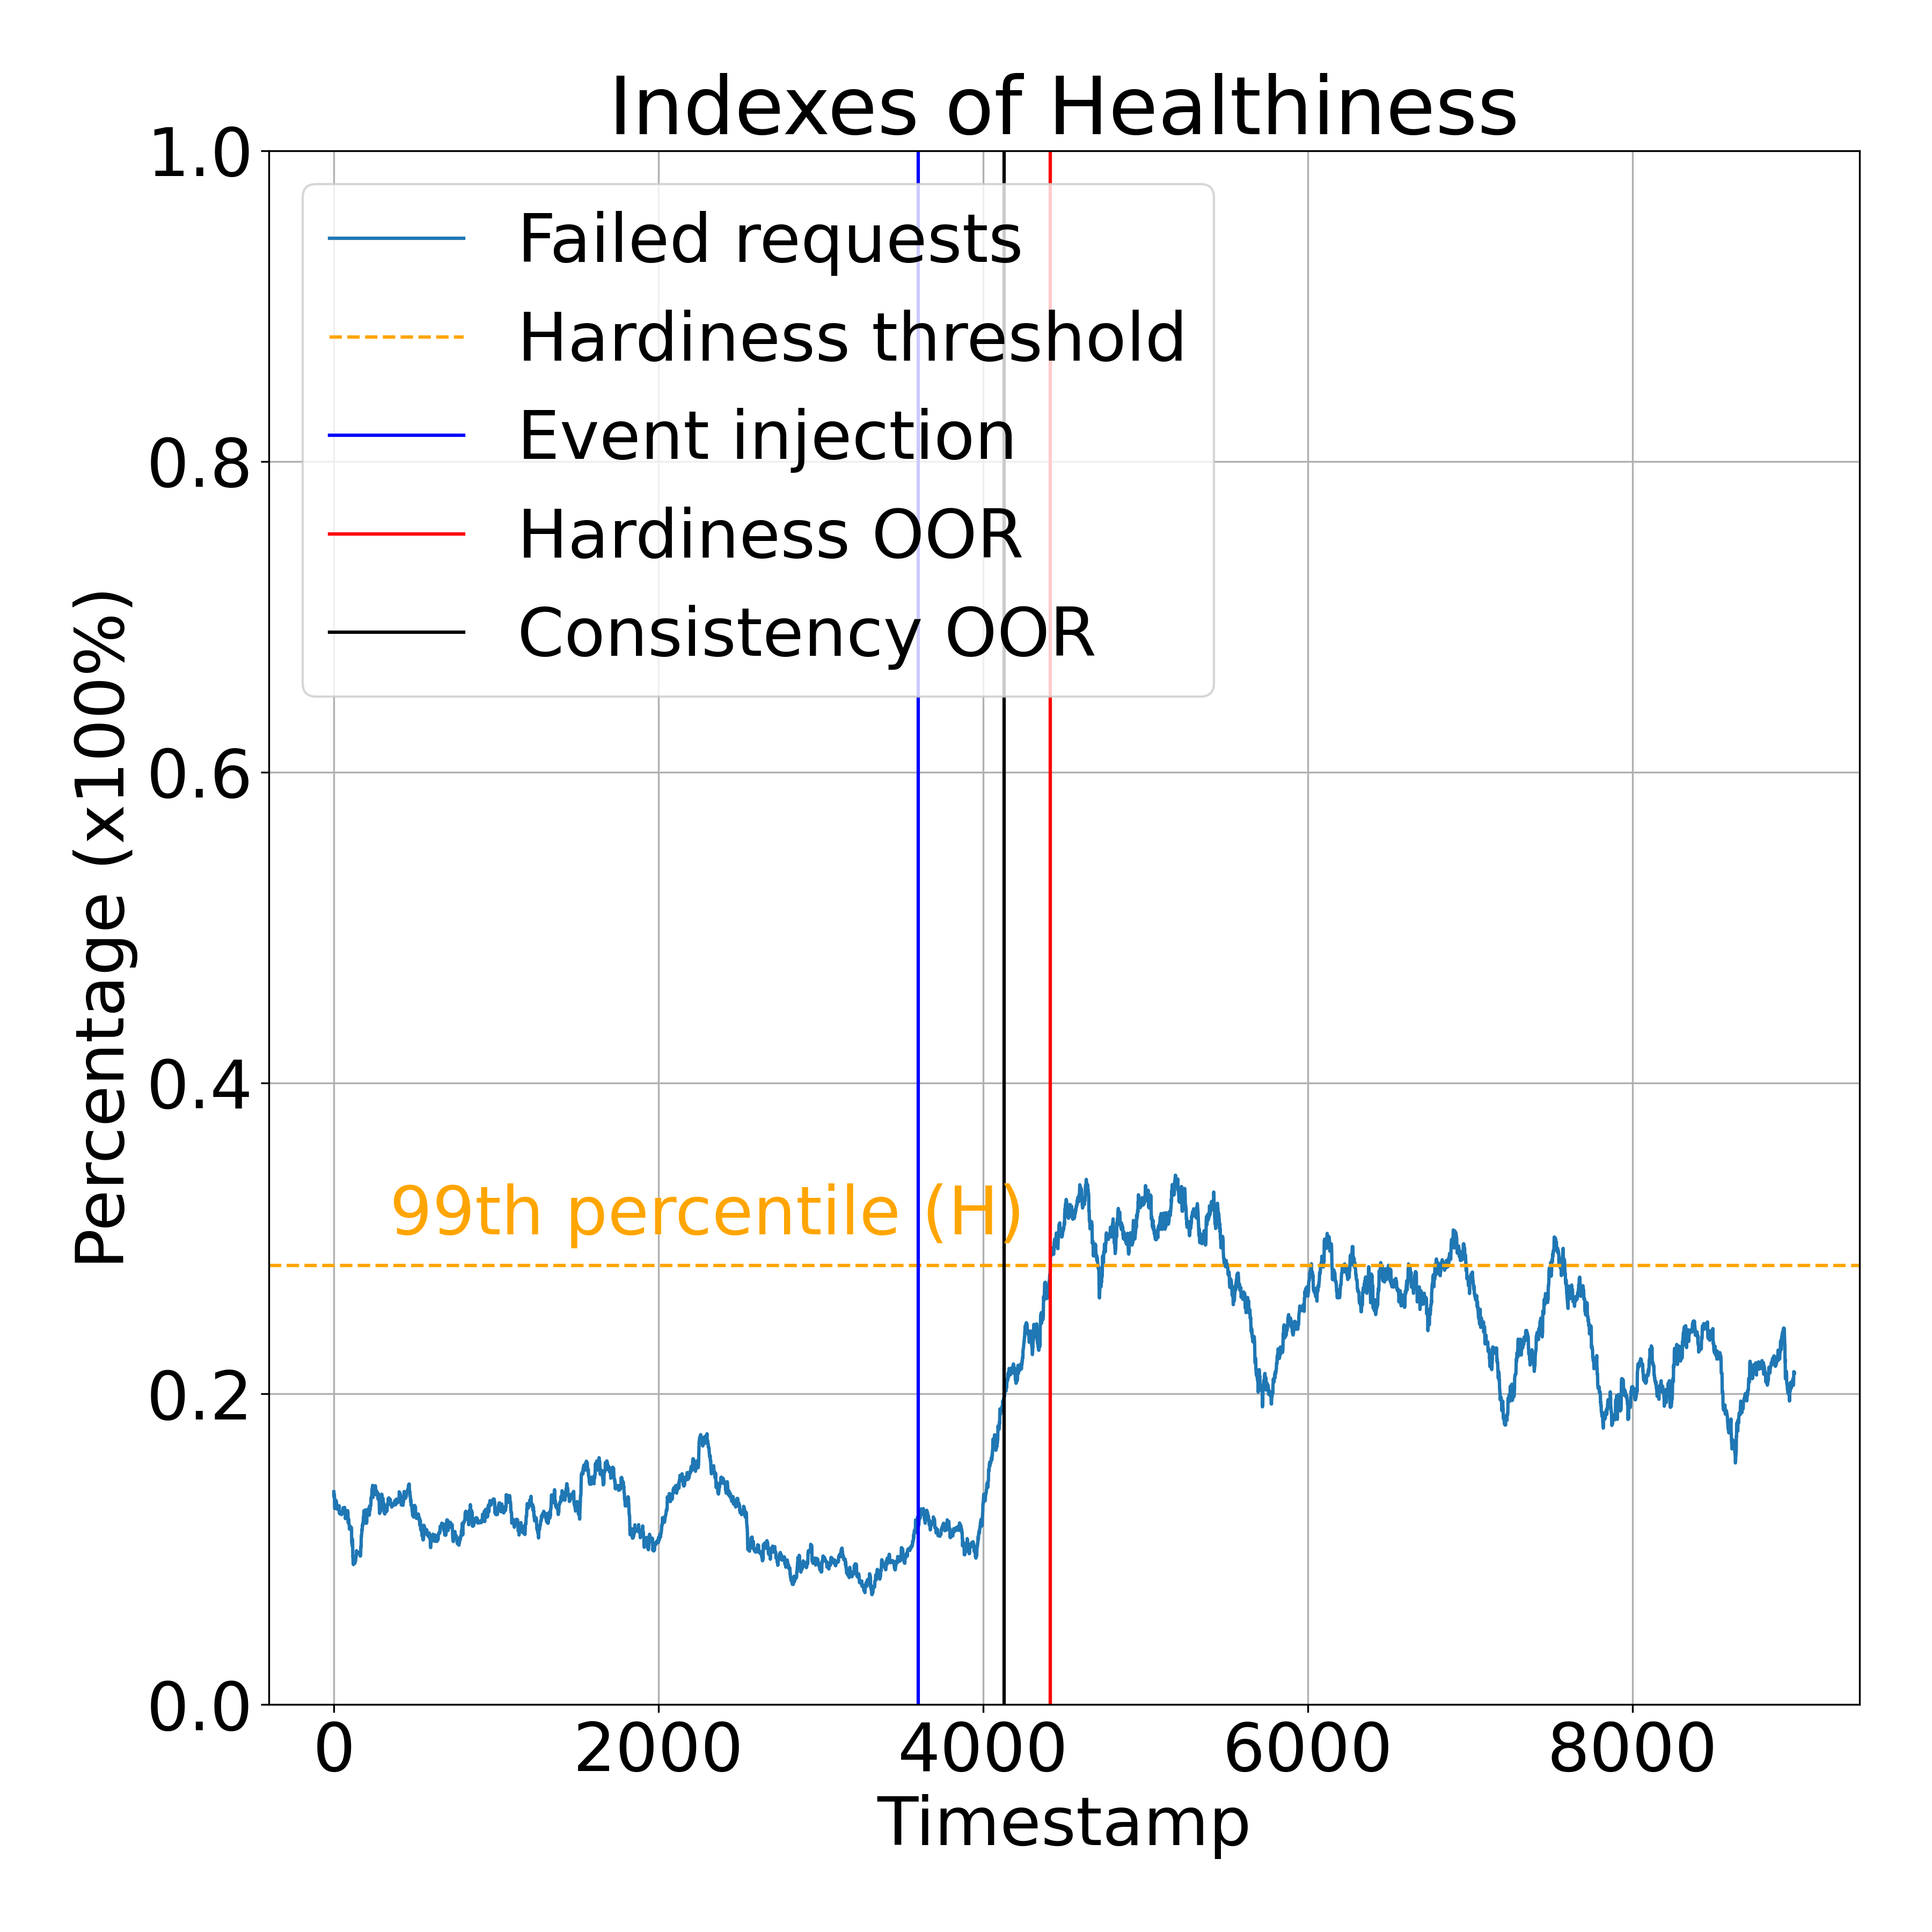 Indexes of Healthiness
1.0
0.8
0.6
0.4
0.2
0.0
Percentage (x100%)
Failed requests
Hardiness threshold
Event injection
Hardiness OOR
Consistency OOR
99th percentile (H)
0 2000 4000 6000 8000
Timestamp